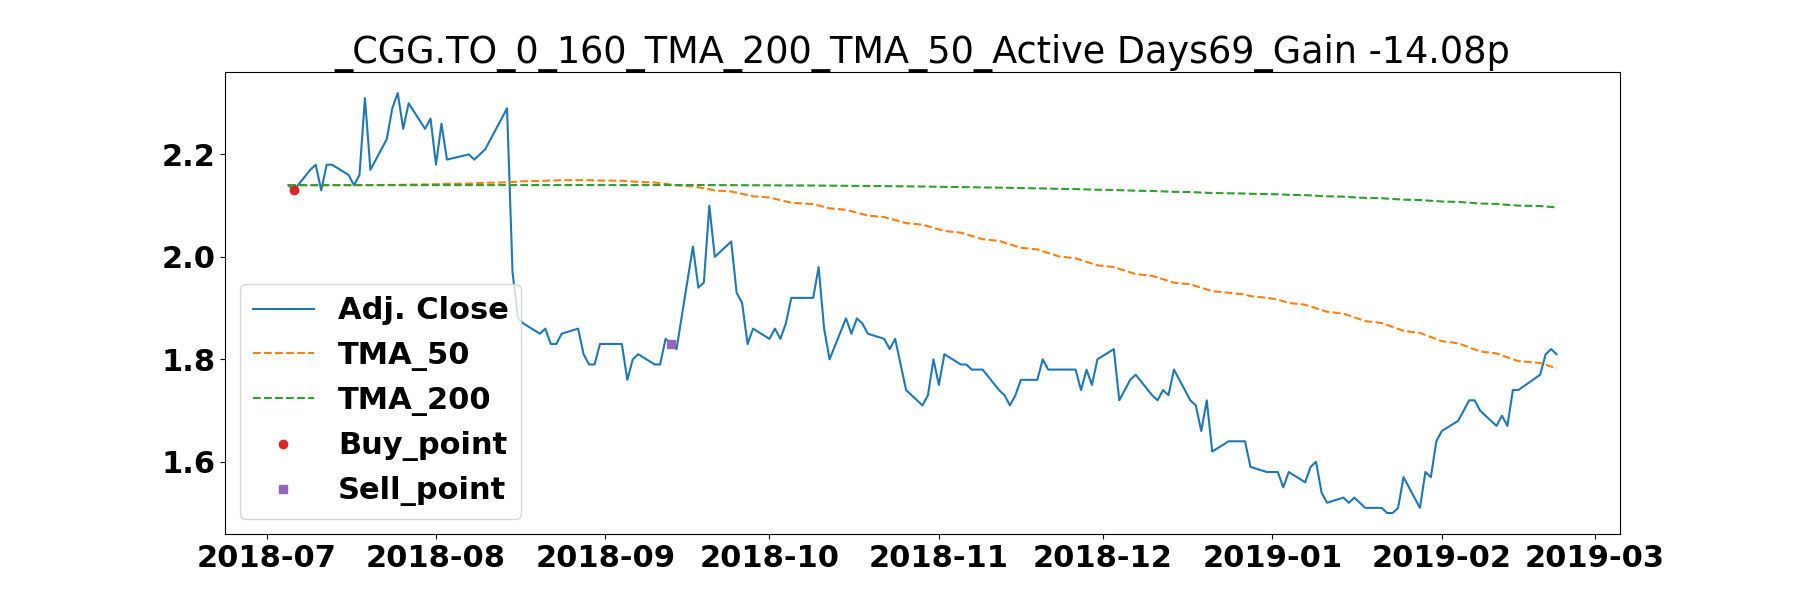 _CGG.TO_0_160_TMA_200_TMA_50_Active Days69_Gain -14.08p
2.2
2.0
1.8
1.6
Adj. Close
TMA_50
TMA_200
Buy_point
Sell_point
2018-07 2018-08 2018-09 2018-10 2018-11 2018-12 2019-01 2019-02 2019-03